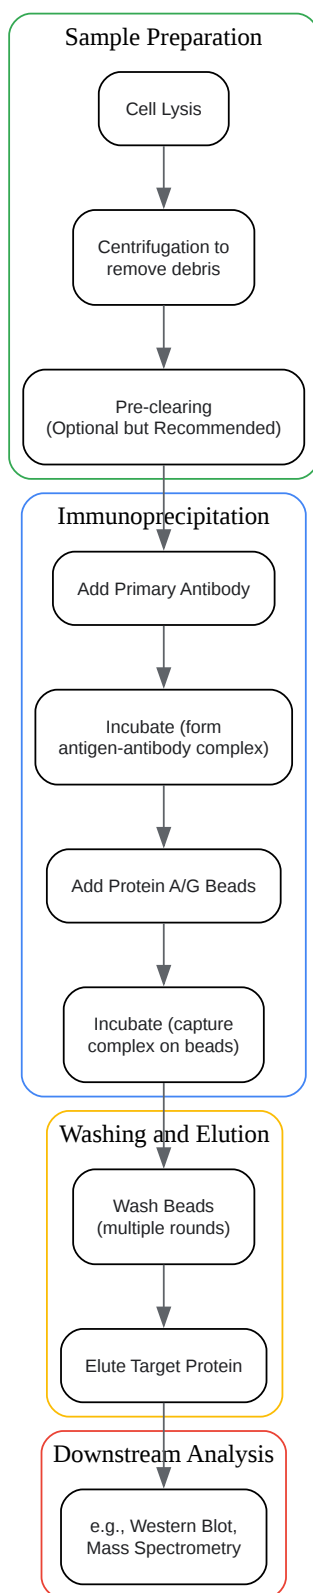 Sample Preparation
Cell Lysis
Centrifugation to
remove debris
Pre-clearing
(Optional but Recommended)
Immunoprecipitation
Add Primary Antibody
Incubate (form
antigen-antibody complex)
Add Protein A/G Beads
Incubate (capture
complex on beads)
Washing and Elution
Wash Beads
(multiple rounds)
Elute Target Protein
Downstream Analysis
e.g., Western Blot,
Mass Spectrometry